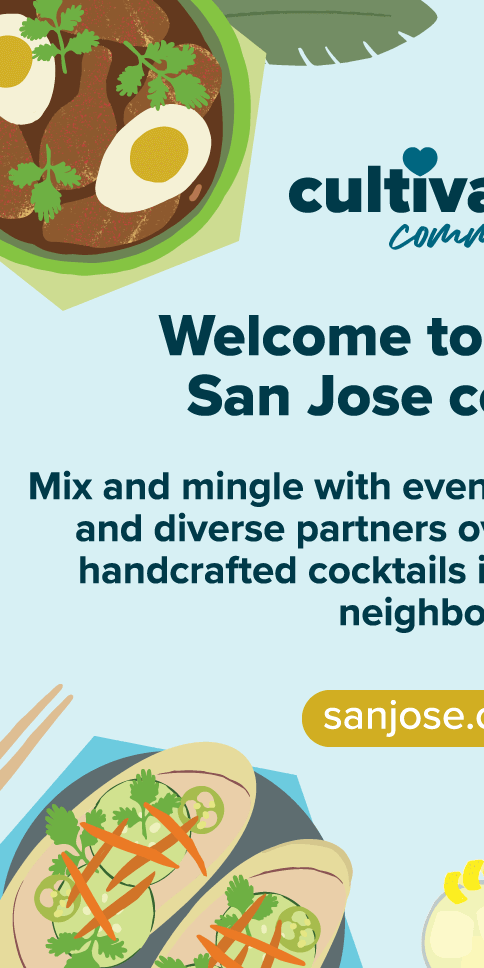 cultiva
comm
Welcome to
San Jose co
Mix and mingle with even
and diverse partners ov
handcrafted cocktails i
neighbo
sanjose.o